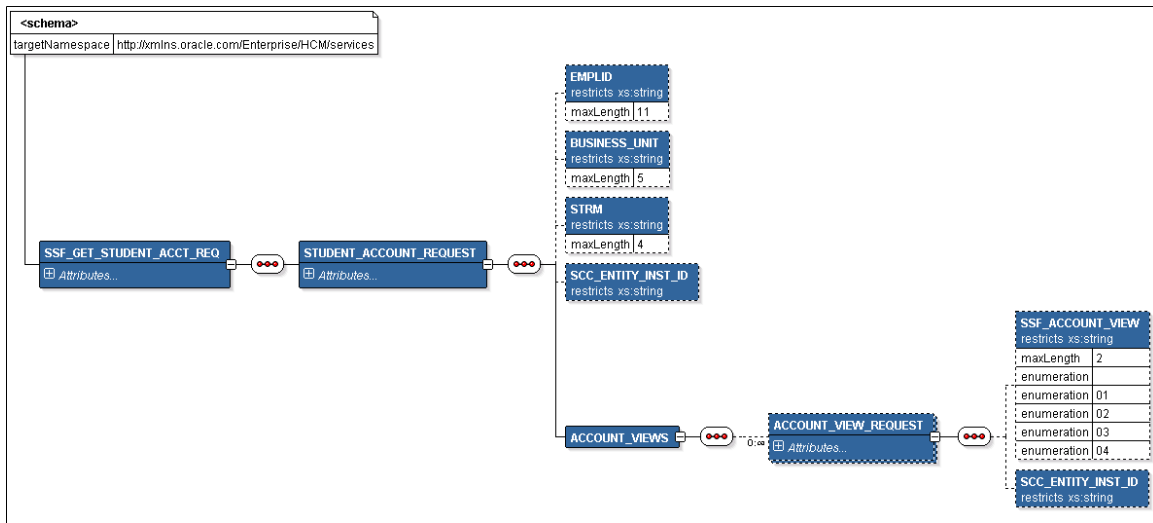 <schema>
targetNamespace http://xmlns.oracle.com/Enterprise/HCM/services
EMPLID
restricts xs:string
maxLength 11
BUSINESS_UNIT
restricts xs:string
maxLength 5
STRM
restricts xs:string
maxLength 4
SSF_GET_STUDENT_ACCT_REQ
Attributes...
STUDENT_ACCOUNT_REQUEST
Attributes...
SCC_ENTITY_INST_ID
restricts xs:string
ACCOUNT_VIEWS
0:∞
ACCOUNT_VIEW_REQUEST
Attributes...
SSF_ACCOUNT_VIEW
restricts xs:string
maxLength 2
enumeration
enumeration 01
enumeration 02
enumeration 03
enumeration 04
SCC_ENTITY_INST_ID
restricts xs:string